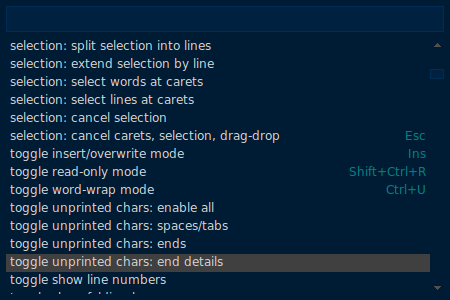 selection: split selection into lines
selection: extend selection by line
selection: select words at carets
selection: select lines at carets
selection: cancel selection
selection: cancel carets, selection, drag-drop Esc
toggle insert/overwrite mode Ins
toggle read-only mode Shift+Ctrl+R
toggle word-wrap mode Ctrl+U
toggle unprinted chars: enable all
toggle unprinted chars: spaces/tabs
toggle unprinted chars: ends
toggle unprinted chars: end details
toggle show line numbers